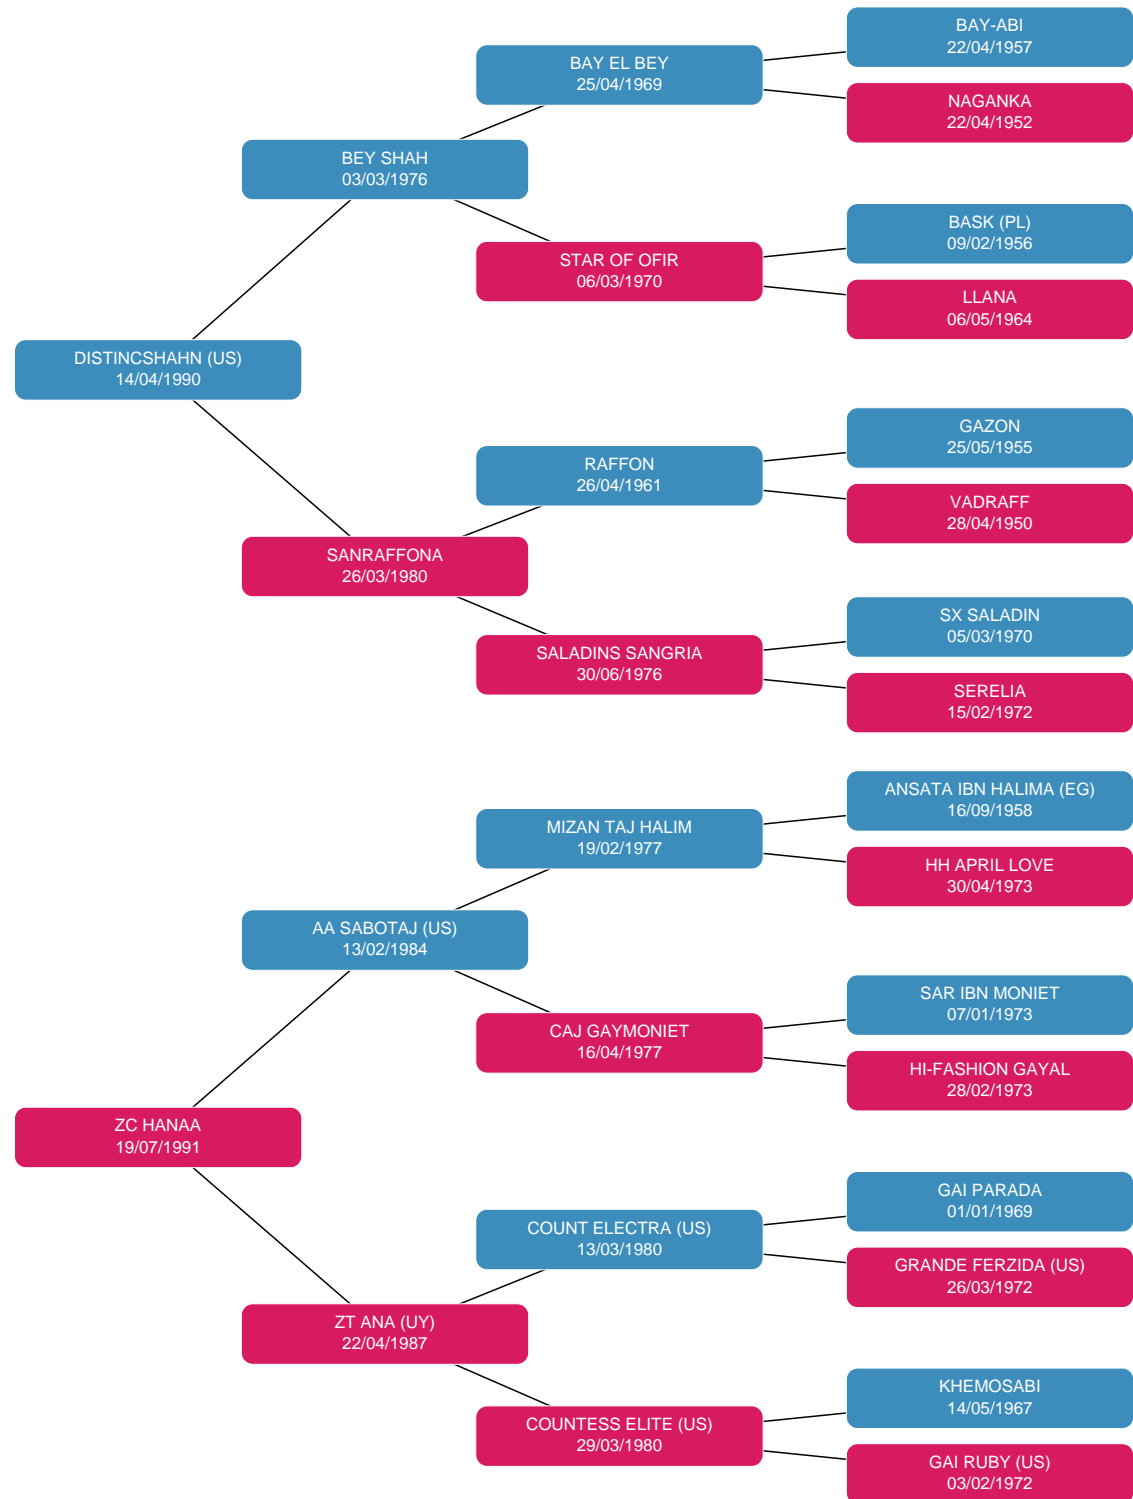 BAY-ABI
22/04/1957
BAY EL BEY
25/04/1969
NAGANKA
22/04/1952
BEY SHAH
03/03/1976
BASK (PL)
09/02/1956
STAR OF OFIR
06/03/1970
LLANA
06/05/1964
DISTINCSHAHN (US)
14/04/1990
GAZON
25/05/1955
RAFFON
26/04/1961
VADRAFF
28/04/1950
SANRAFFONA
26/03/1980
SX SALADIN
05/03/1970
SALADINS SANGRIA
30/06/1976
SERELIA
15/02/1972
ANSATA IBN HALIMA (EG)
16/09/1958
MIZAN TAJ HALIM
19/02/1977
HH APRIL LOVE
30/04/1973
AA SABOTAJ (US)
13/02/1984
SAR IBN MONIET
07/01/1973
CAJ GAYMONIET
16/04/1977
HI-FASHION GAYAL
28/02/1973
ZC HANAA
19/07/1991
GAI PARADA
01/01/1969
COUNT ELECTRA (US)
13/03/1980
GRANDE FERZIDA (US)
26/03/1972
ZT ANA (UY)
22/04/1987
KHEMOSABI
14/05/1967
COUNTESS ELITE (US)
29/03/1980
GAI RUBY (US)
03/02/1972